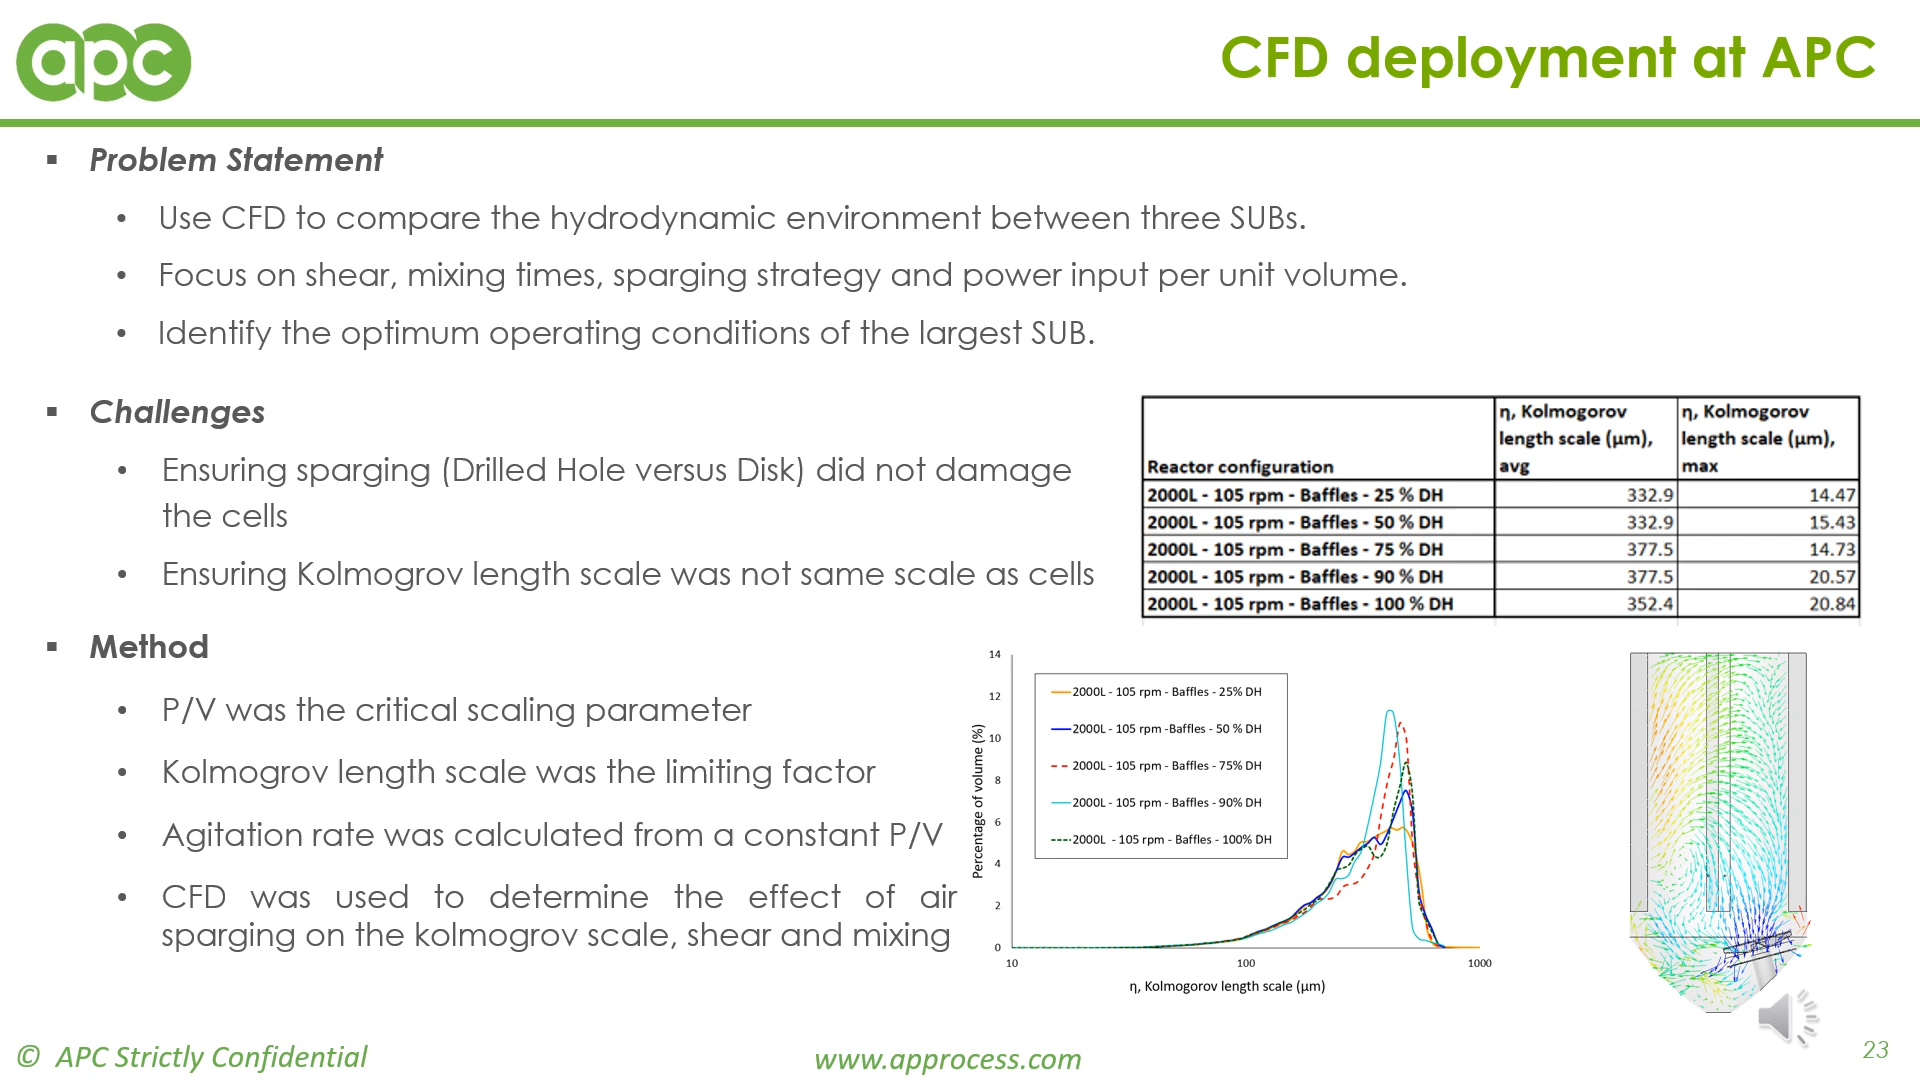 apc
CFD deployment at APC
▪ Problem Statement
• Use CFD to compare the hydrodynamic environment between three SUBs.
• Focus on shear, mixing times, sparging strategy and power input per unit volume.
• Identify the optimum operating conditions of the largest SUB.
▪ Challenges
• Ensuring sparging (Drilled Hole versus Disk) did not damage
the cells
• Ensuring Kolmogrov length scale was not same scale as cells
Reactor configuration
η, Kolmogorov
length scale (µm),
avg
η, Kolmogorov
length scale (µm),
max
2000L - 105 rpm - Baffles - 25 % DH 332.9 14.47
2000L - 105 rpm - Baffles - 50 % DH 332.9 15.43
2000L - 105 rpm - Baffles - 75 % DH 377.5 14.73
2000L - 105 rpm - Baffles - 90 % DH 377.5 20.57
2000L - 105 rpm - Baffles - 100 % DH 352.4 20.84
▪ Method
• P/V was the critical scaling parameter
• Kolmogrov length scale was the limiting factor
• Agitation rate was calculated from a constant P/V
• CFD was used to determine the effect of air
sparging on the kolmogrov scale, shear and mixing
Percentage of volume (%)
14
12
10
8
6
4
2
0
2000L - 105 rpm - Baffles - 25% DH
2000L - 105 rpm -Baffles - 50 % DH
2000L - 105 rpm - Baffles - 75% DH
2000L - 105 rpm - Baffles - 90% DH
2000L - 105 rpm - Baffles - 100% DH
10 100 1000
η, Kolmogorov length scale (µm)
© APC Strictly Confidential
www.approcess.com
23